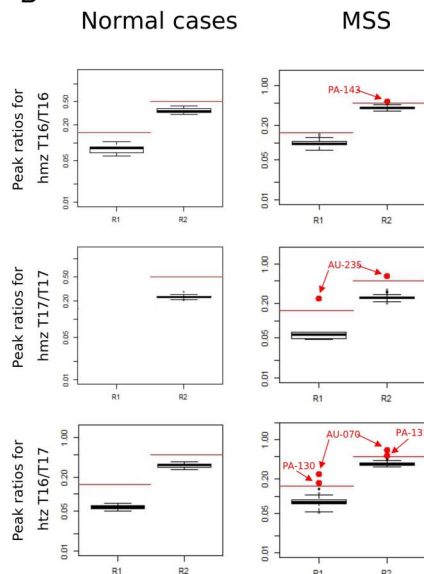 Normal cases MSS
Peak ratios for
hmz T16/T16
0.01 0.05 0.20 0.50
R1 R2
0.01 0.05 0.20 1.00
PA-143
R1 R2
Peak ratios for
hmz T17/T17
0.01 0.05 0.20 0.50
R1 R2
0.01 0.05 0.20 1.00
AU-235
R1 R2
Peak ratios for
htz T16/T17
0.01 0.05 0.20 1.00
R1 R2
0.01 0.05 0.20 1.00
AU-070
PA-130
R1 R2